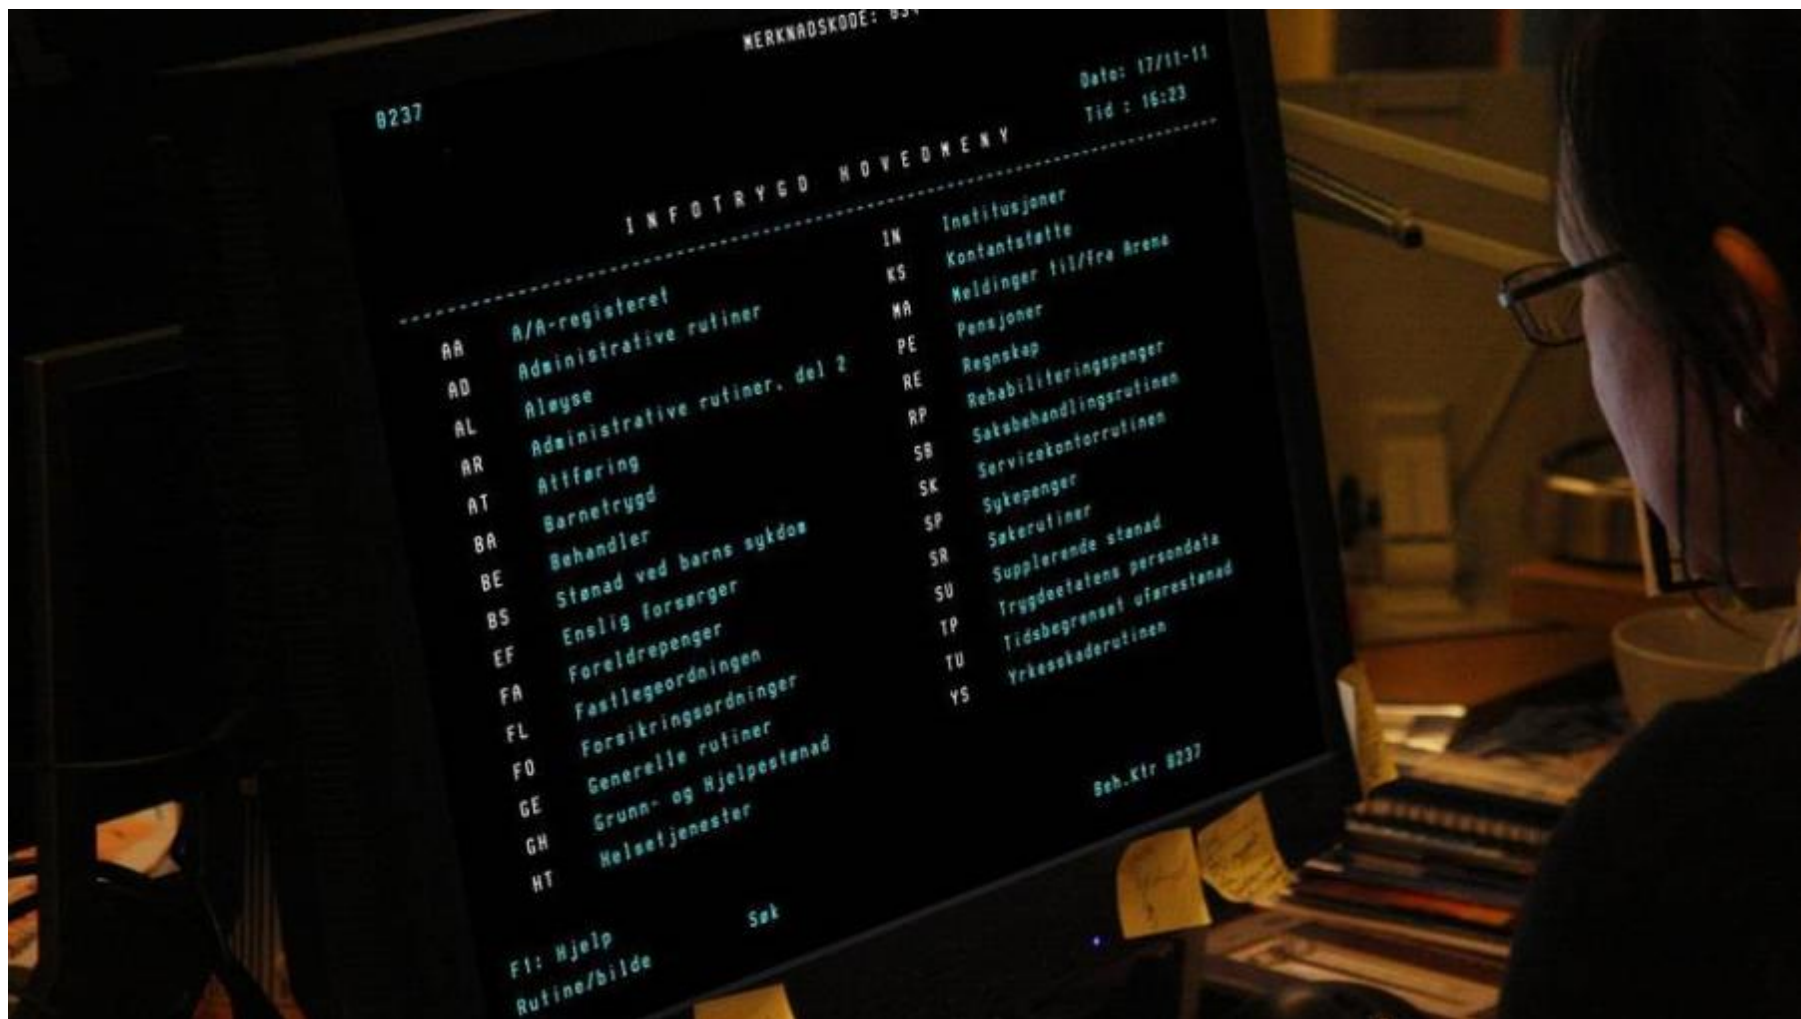 MERKNADSKODE:
0237
Dato: 17/11-11
Tid : 16:23
INFOTRYGD HOVEDMENY
AA A/A-registeret
AD Administrative rutiner
AL Aløyse
AR Administrative rutiner, del 2
AT Attføring
BA Barnetrygd
BE Behandler
BS Stønad ved barns sykdom
EF Enslig forsørger
FA Foreldrepenger
FL Fastlegeordningen
FO Forsikringsordninger
GE Generelle rutiner
GH Grunn- og Hjelpestønad
HT Helsetjenester
IN Institusjoner
KS Kontantstøtte
MA Meldinger til/fra Arena
PE Pensjoner
RE Regnskap
RP Rehabiliteringspenger
SB Saksbehandlingsrutinen
SK Servicekontorrutinen
SP Sykepenger
SR Søkerutiner
SU Supplerende stønad
TP Trygdeetatens persondata
TU Tidsbegrenset uførestønad
YS Yrkesskaderutinen
Beh.Ktr 0237
F1: Hjelp Søk
Rutine/bilde